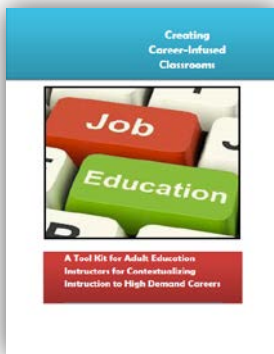 Creating
Career-Infused
Classrooms
Job
Education
A Tool Kit for Adult Education
Instructors for Contextualizing
Instruction to High Demand Careers